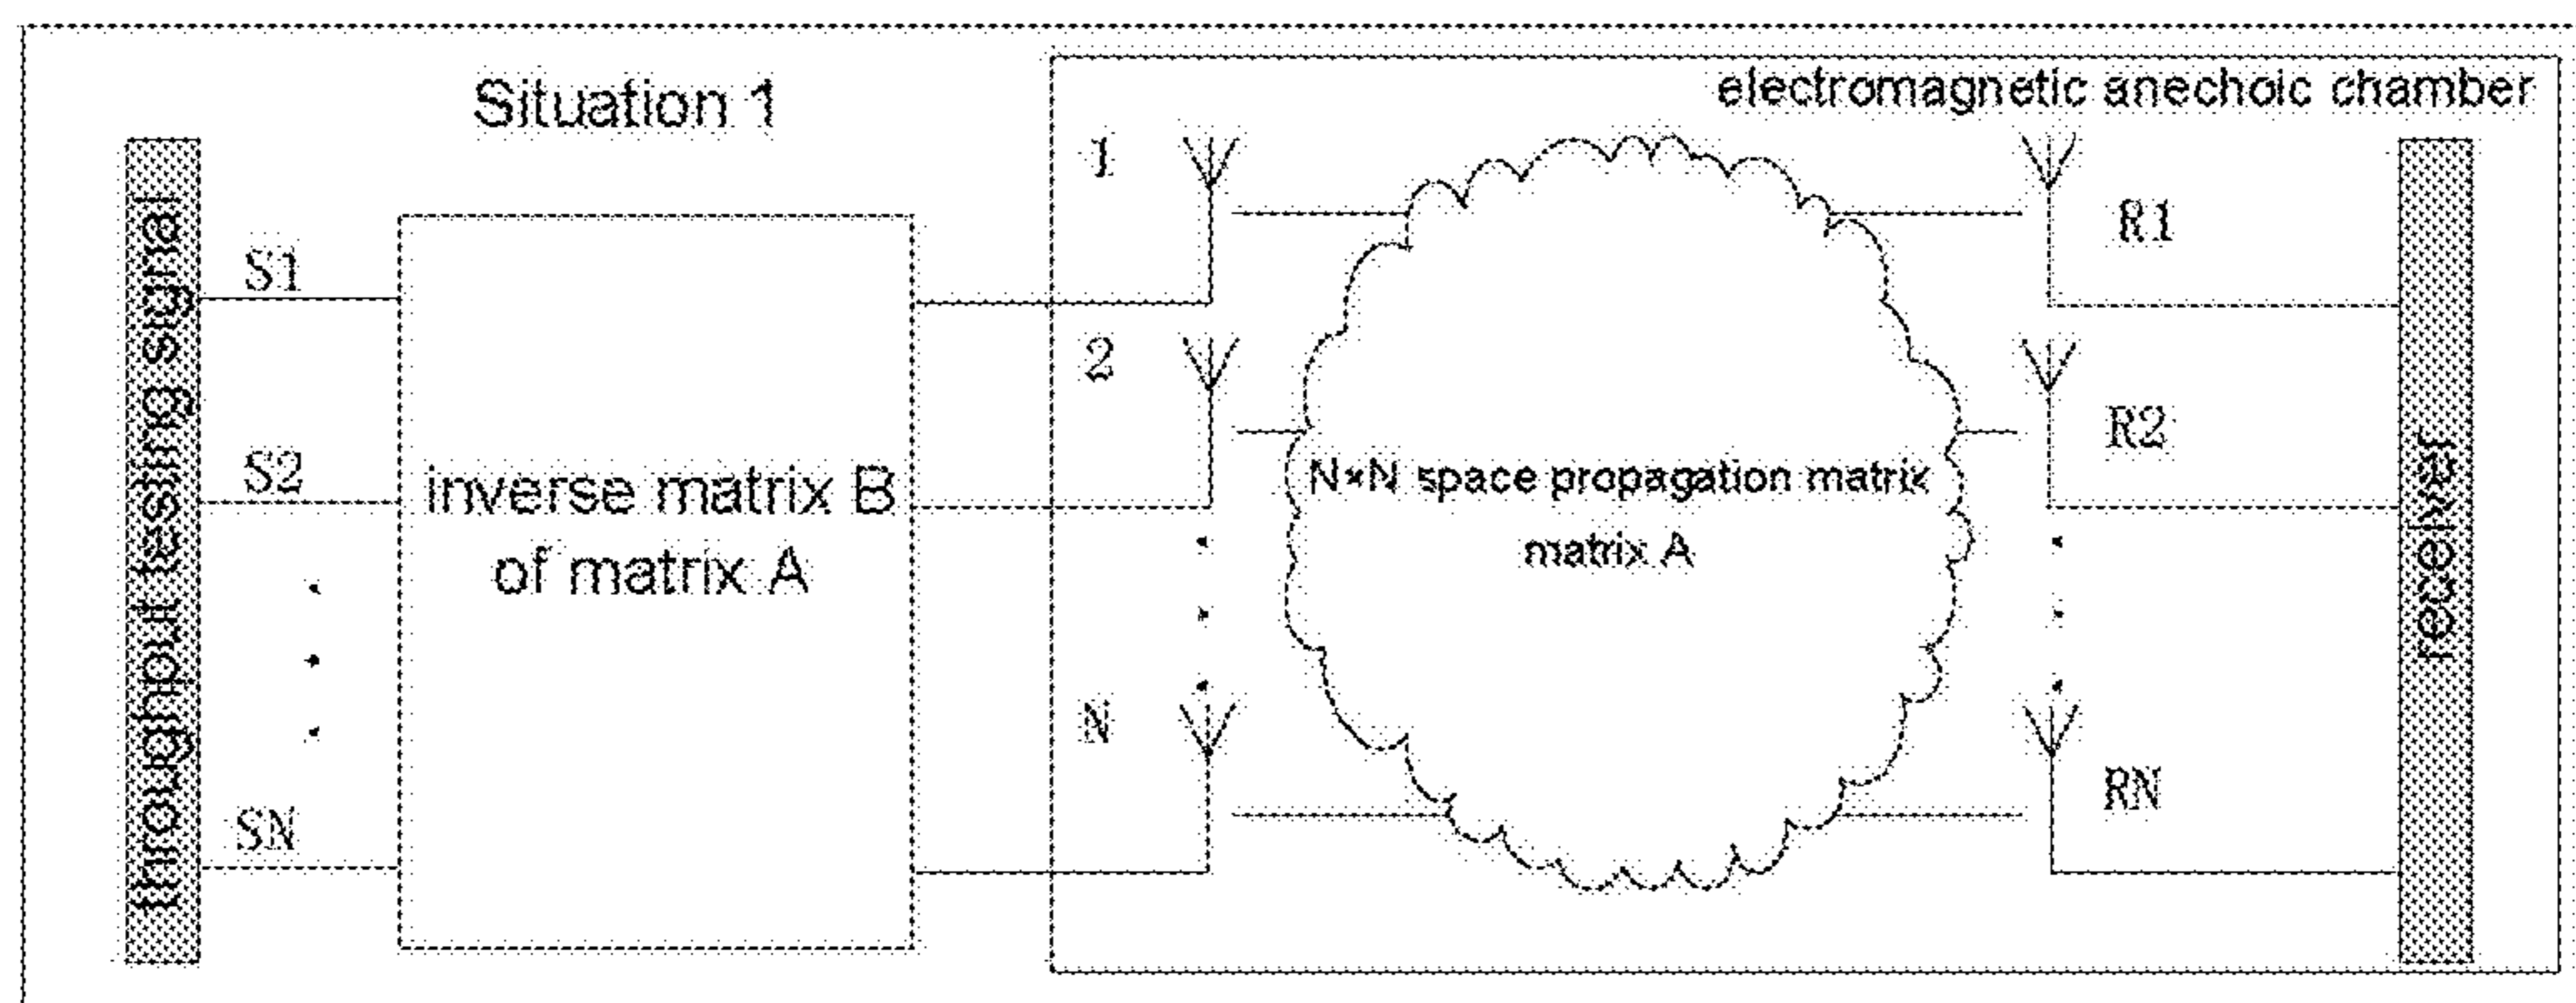 Situation 1
electromagnetic anechoic chamber
throughput testing signal
S1
S2
SN
inverse matrix B
of matrix A
1
2
N
N×N space propagation matrix
matrix A
R1
R2
RN
receiver